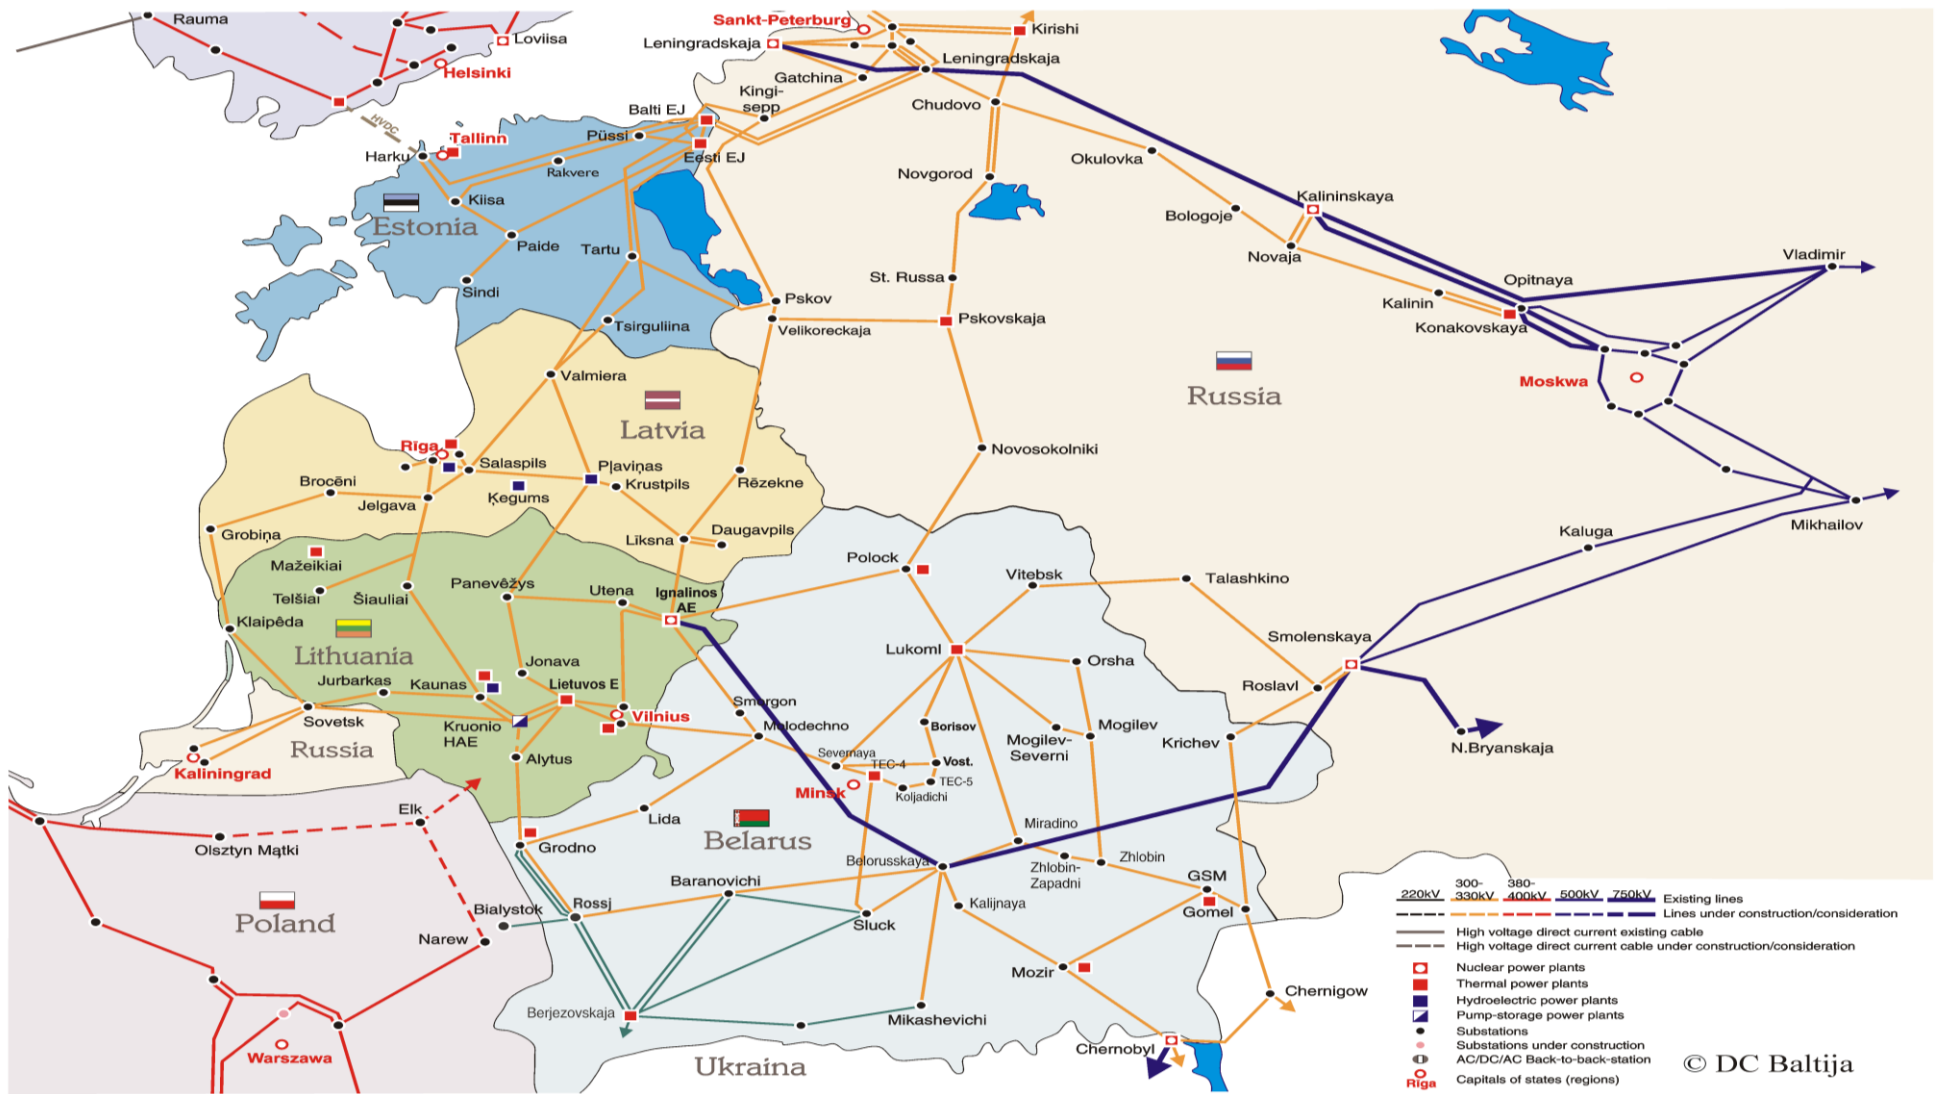 Rauma
Loviisa
Helsinki
HVDC
Sankt-Peterburg
Leningradskaja
Kirishi
Leningradskaja
Gatchina
Kingi-
sepp
Chudovo
Balti EJ
Püssi
Eesti EJ
Rakvere
Tallinn
Harku
Kiisa
Estonia
Paide
Tartu
Sindi
Tsirguliina
Okulovka
Novgorod
Bologoje
Kalininskaya
Novaja
St. Russa
Pskov
Velikoreckaja
Pskovskaja
Opitnaya
Kalinin
Konakovskaya
Vladimir
Moskwa
Russia
Valmiera
Latvia
Rīga
Salaspils
Pļaviņas
Krustpils
Ķegums
Brocēni
Jelgava
Grobiņa
Rēzekne
Novosokolniki
Līksna
Daugavpils
Mikhailov
Kaluga
Mažeikiai
Telšiai
Šiauliai
Panevêžys
Utena
Ignalinos
AE
Polock
Vitebsk
Talashkino
Klaipêda
Lithuania
Jurbarkas
Kaunas
Jonava
Lietuvos E
Vilnius
Kruonio
HAE
Alytus
Sovetsk
Russia
Kaliningrad
Lukoml
Orsha
Smolenskaya
Roslavl
Smorgon
Molodechno
Borisov
Mogilev
Mogilev-
Severni
Krichev
N.Bryanskaja
Severnaya
TEC-4
Vost.
TEC-5
Koljadichi
Minsk
Elk
Olsztyn Mątki
Lida
Belarus
Grodno
Belorusskaya
Miradino
Zhlobin-
Zapadni
Zhlobin
GSM
Gomel
Poland
Bialystok
Rossj
Baranovichi
Sluck
Kalijnaya
Narew
Mozir
Berjezovskaja
Mikashevichi
Chernigow
Chernobyl
Warszawa
Ukraina
220kV
300-
330kV
380-
400kV
500kV
750kV
Existing lines
Lines under construction/consideration
High voltage direct current existing cable
High voltage direct current cable under construction/consideration
Nuclear power plants
Thermal power plants
Hydroelectric power plants
Pump-storage power plants
Substations
Substations under construction
AC/DC/AC Back-to-back-station
Rīga
Capitals of states (regions)
© DC Baltija